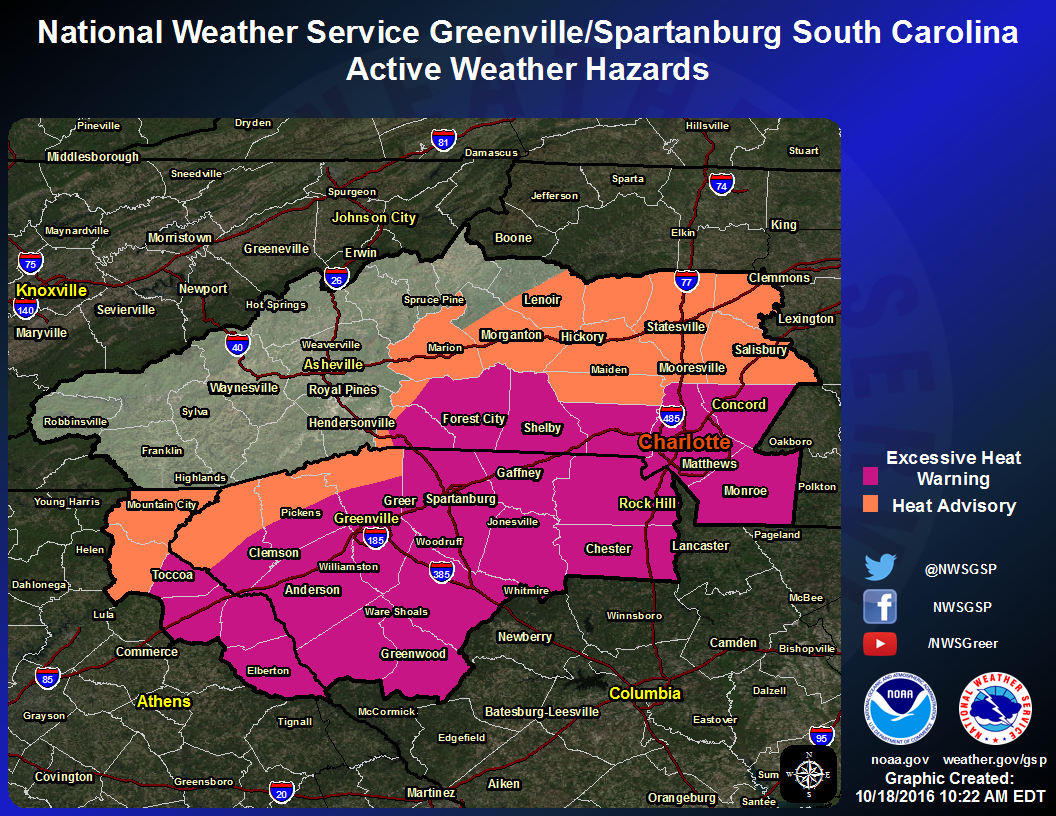 National Weather Service Greenville/Spartanburg South Carolina
Active Weather Hazards
Pineville
Dryden
Hillsville
81
Middlesborough
Damascus
Stuart
Sneedville
Sparta
74
Spurgeon
Jefferson
Johnson City
King
Maynardville
Morristown
Elkin
Greeneville
Boone
Erwin
75
26
77
Clemmons
Knoxville
Newport
Spruce Pine
Lenoir
Hot Springs
140
Sevierville
Lexington
Maryville
Statesville
Morganton
Hickory
40
Weaverville
Marion
Salisbury
Asheville
Maiden
Mooresville
Waynesville
Royal Pines
Concord
Sylva
485
Robbinsville
Hendersonville
Forest City
Shelby
Charlotte
Oakboro
Franklin
Matthews
Highlands
Gaffney
Polkton
Monroe
Young Harris
Mountain City
Greer
Spartanburg
Rock Hill
Pickens
Greenville
Jonesville
185
Pageland
Woodruff
Helen
Clemson
Chester
Lancaster
Williamston
385
Toccoa
Dahlonega
Anderson
Whitmire
McBee
Lula
Ware Shoals
Winnsboro
Newberry
Camden
Bishopville
Commerce
Greenwood
Elberton
85
Athens
Columbia
Dalzell
Grayson
McCormick
Batesburg-Leesville
Tignall
Eastover
Edgefield
95
Covington
Greensboro
Aiken
Sum
20
Martinez
Orangeburg
Santee
N
W E
S
Excessive Heat
Warning
Heat Advisory
@NWSGSP
NWSGSP
/NWSGreer
NOAA
NATIONAL WEATHER SERVICE
noaa.gov weather.gov/gsp
Graphic Created:
10/18/2016 10:22 AM EDT